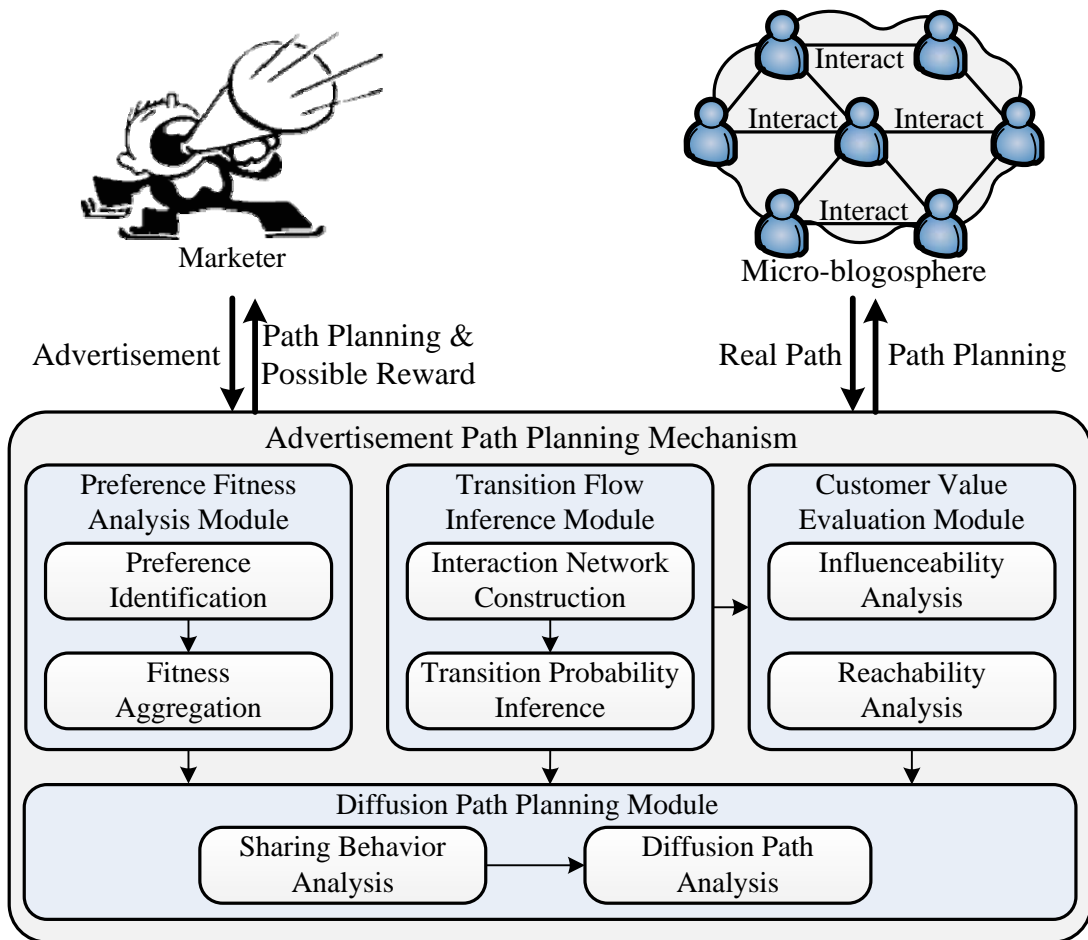 Interact
Interact
Interact
Interact
Marketer
Micro-blogosphere
Advertisement
Path Planning &
Possible Reward
Real Path
Path Planning
Advertisement Path Planning Mechanism
Preference Fitness
Analysis Module
Preference
Identification
Fitness
Aggregation
Transition Flow
Inference Module
Interaction Network
Construction
Transition Probability
Inference
Customer Value
Evaluation Module
Influenceability
Analysis
Reachability
Analysis
Diffusion Path Planning Module
Sharing Behavior
Analysis
Diffusion Path
Analysis